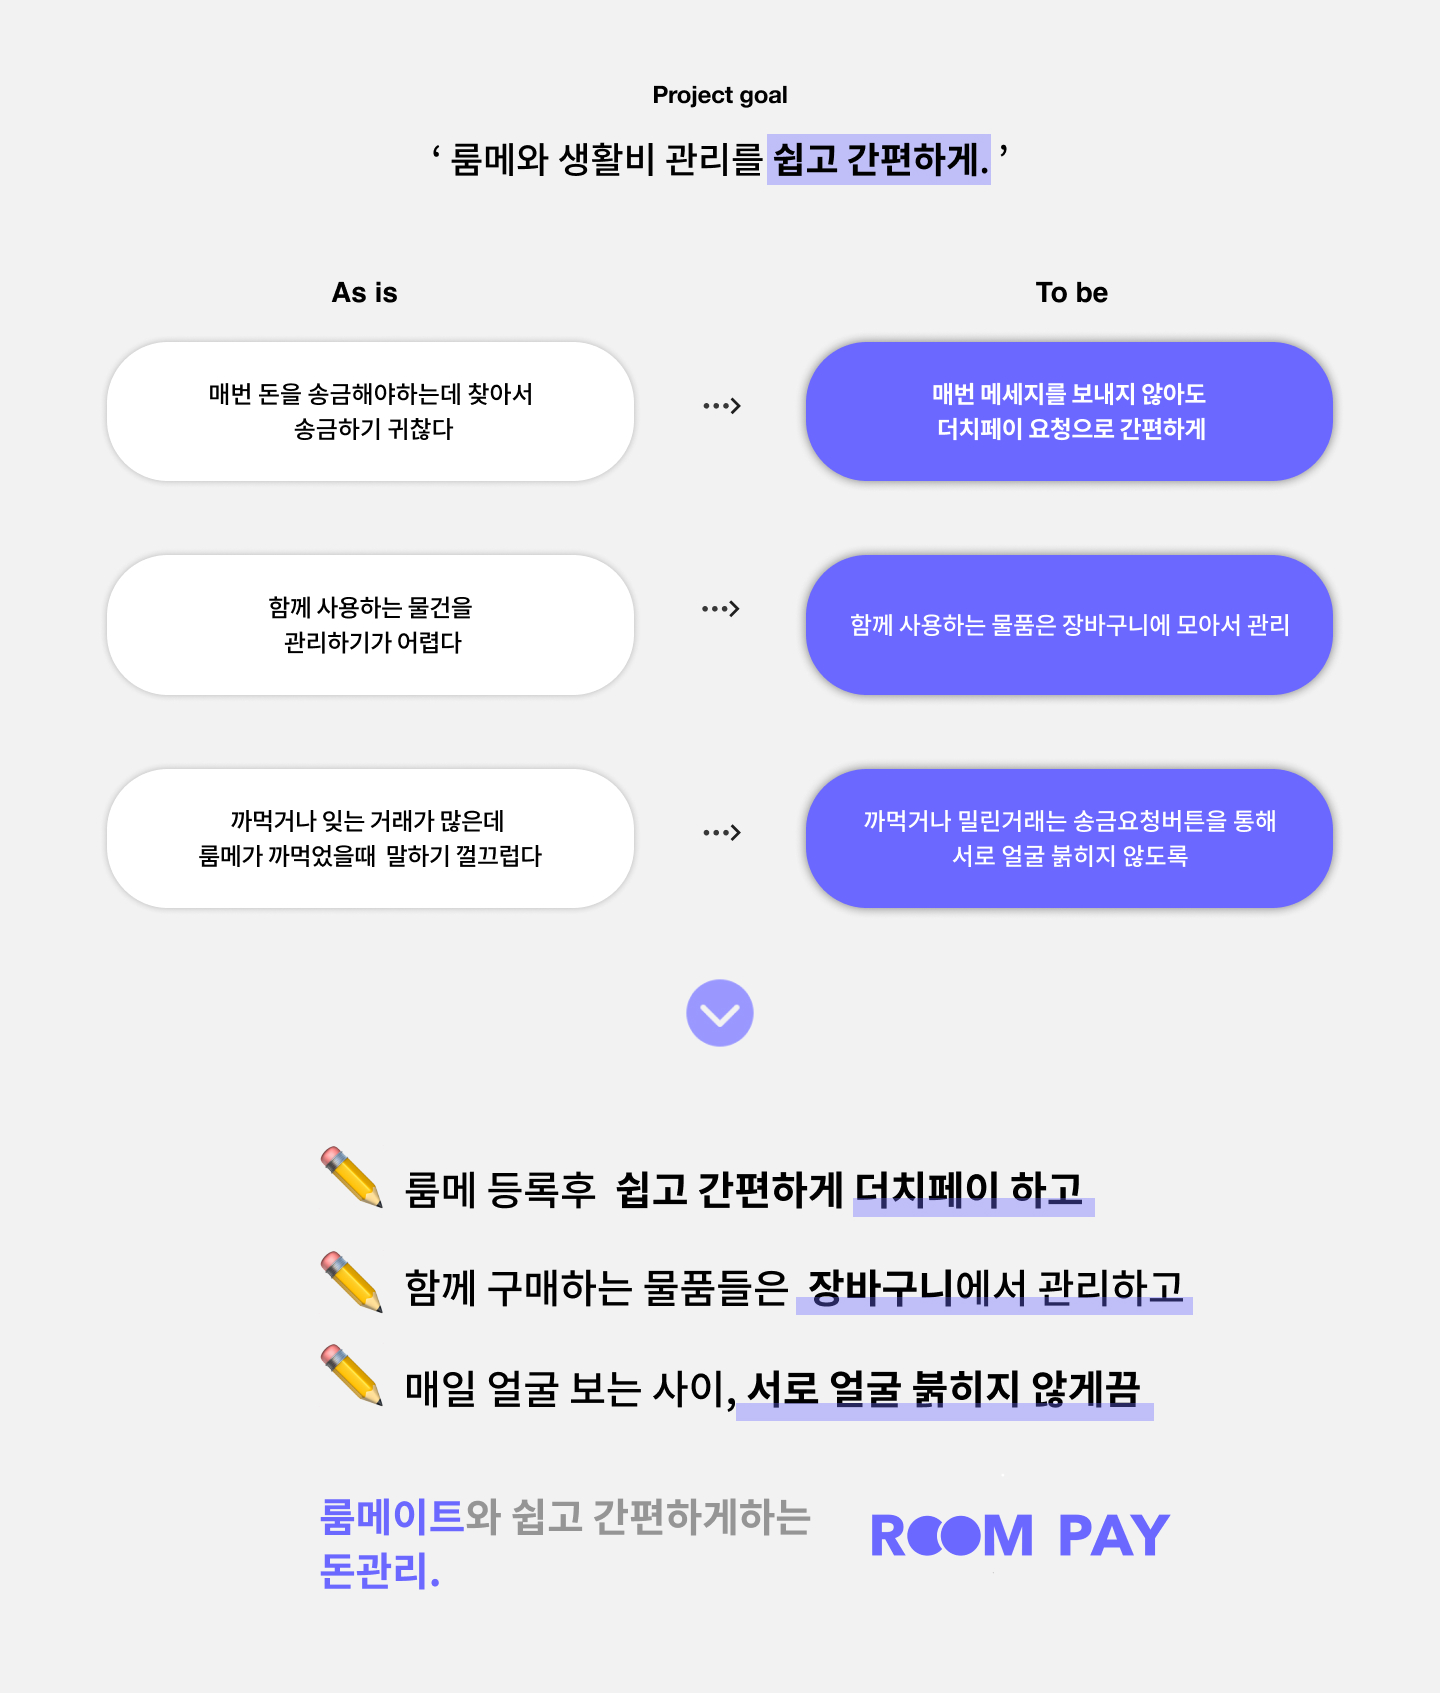 Project goal
‘ 룸메와 생활비 관리를 쉽고 간편하게. ’
As is
To be
매번 돈을 송금해야하는데 찾아서
송금하기 귀찮다
매번 메세지를 보내지 않아도
더치페이 요청으로 간편하게
함께 사용하는 물건을
관리하기가 어렵다
함께 사용하는 물품은 장바구니에 모아서 관리
까먹거나 잊는 거래가 많은데
룸메가 까먹었을때 말하기 껄끄럽다
까먹거나 밀린거래는 송금요청버튼을 통해
서로 얼굴 붉히지 않도록
룸메 등록후 쉽고 간편하게 더치페이 하고
함께 구매하는 물품들은 장바구니에서 관리하고
매일 얼굴 보는 사이, 서로 얼굴 붉히지 않게끔
룸메이트와 쉽고 간편하게하는
돈관리.
ROOM PAY